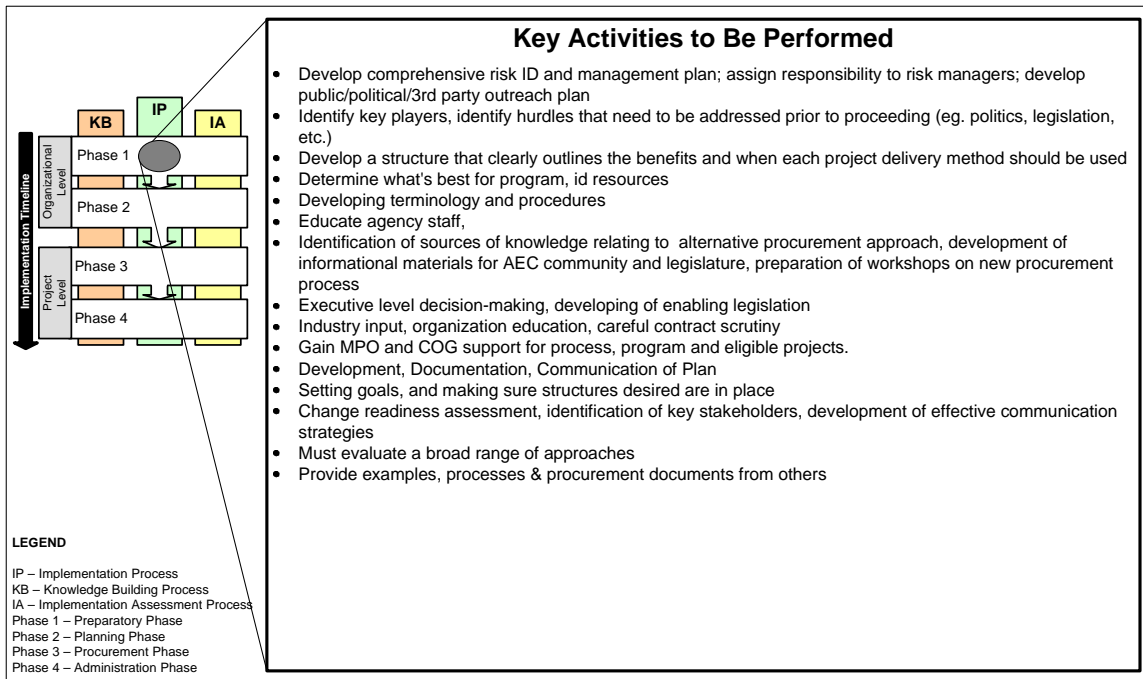 Key Activities to Be Performed
• Develop comprehensive risk ID and management plan; assign responsibility to risk managers; develop
public/political/3rd party outreach plan
• Identify key players, identify hurdles that need to be addressed prior to proceeding (eg. politics, legislation,
etc.)
• Develop a structure that clearly outlines the benefits and when each project delivery method should be used
• Determine what's best for program, id resources
• Developing terminology and procedures
• Educate agency staff,
• Identification of sources of knowledge relating to  alternative procurement approach, development of
informational materials for AEC community and legislature, preparation of workshops on new procurement
process
• Executive level decision-making, developing of enabling legislation
• Industry input, organization education, careful contract scrutiny
• Gain MPO and COG support for process, program and eligible projects.
• Development, Documentation, Communication of Plan
• Setting goals, and making sure structures desired are in place
• Change readiness assessment, identification of key stakeholders, development of effective communication
strategies
• Must evaluate a broad range of approaches
• Provide examples, processes & procurement documents from others
KB
IP
IA
Implementation Timeline
Organizational
Level
Phase 1
Phase 2
Project
Level
Phase 3
Phase 4
LEGEND
IP – Implementation Process
KB – Knowledge Building Process
IA – Implementation Assessment Process
Phase 1 – Preparatory Phase
Phase 2 – Planning Phase
Phase 3 – Procurement Phase
Phase 4 – Administration Phase